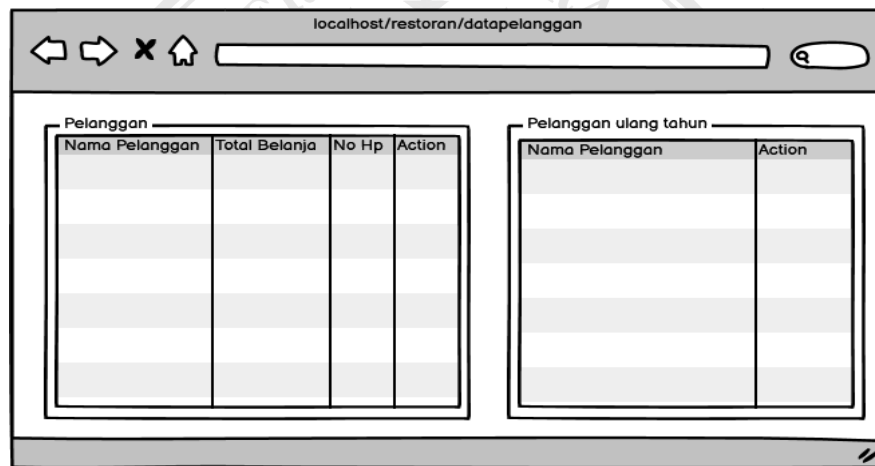 localhost/restoran/datapelanggan
Pelanggan
Nama Pelanggan Total Belanja No Hp Action
Pelanggan ulang tahun
Nama Pelanggan Action